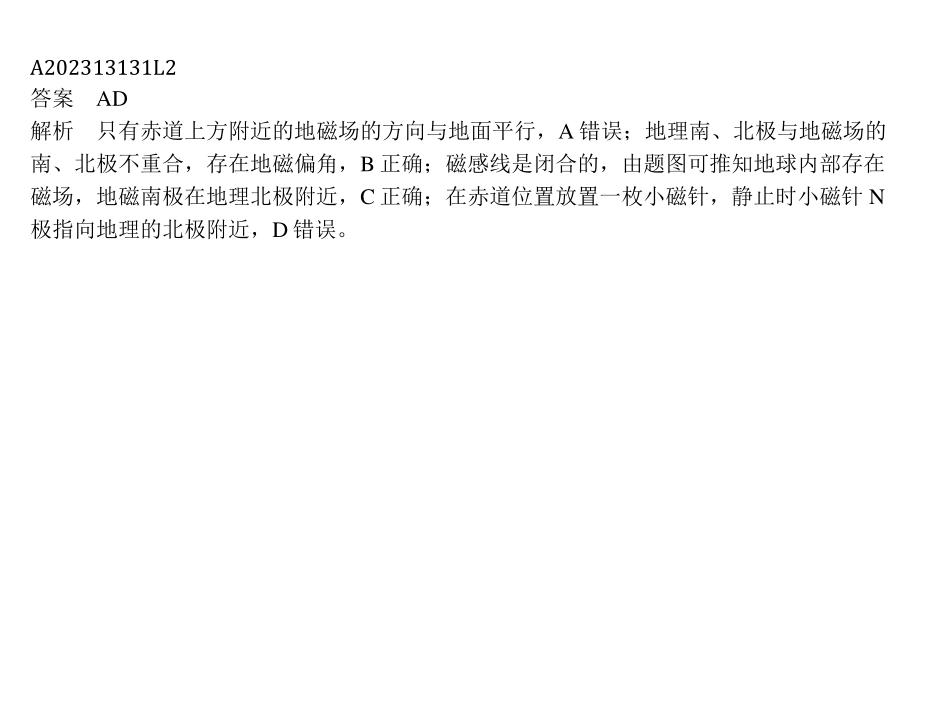 A202313131L2
答案 AD
解析 只有赤道上方附近的地磁场的方向与地面平行，A 错误；地理南、北极与地磁场的
南、北极不重合，存在地磁偏角，B 正确；磁感线是闭合的，由题图可推知地球内部存在
磁场，地磁南极在地理北极附近，C 正确；在赤道位置放置一枚小磁针，静止时小磁针 N
极指向地理的北极附近，D 错误。